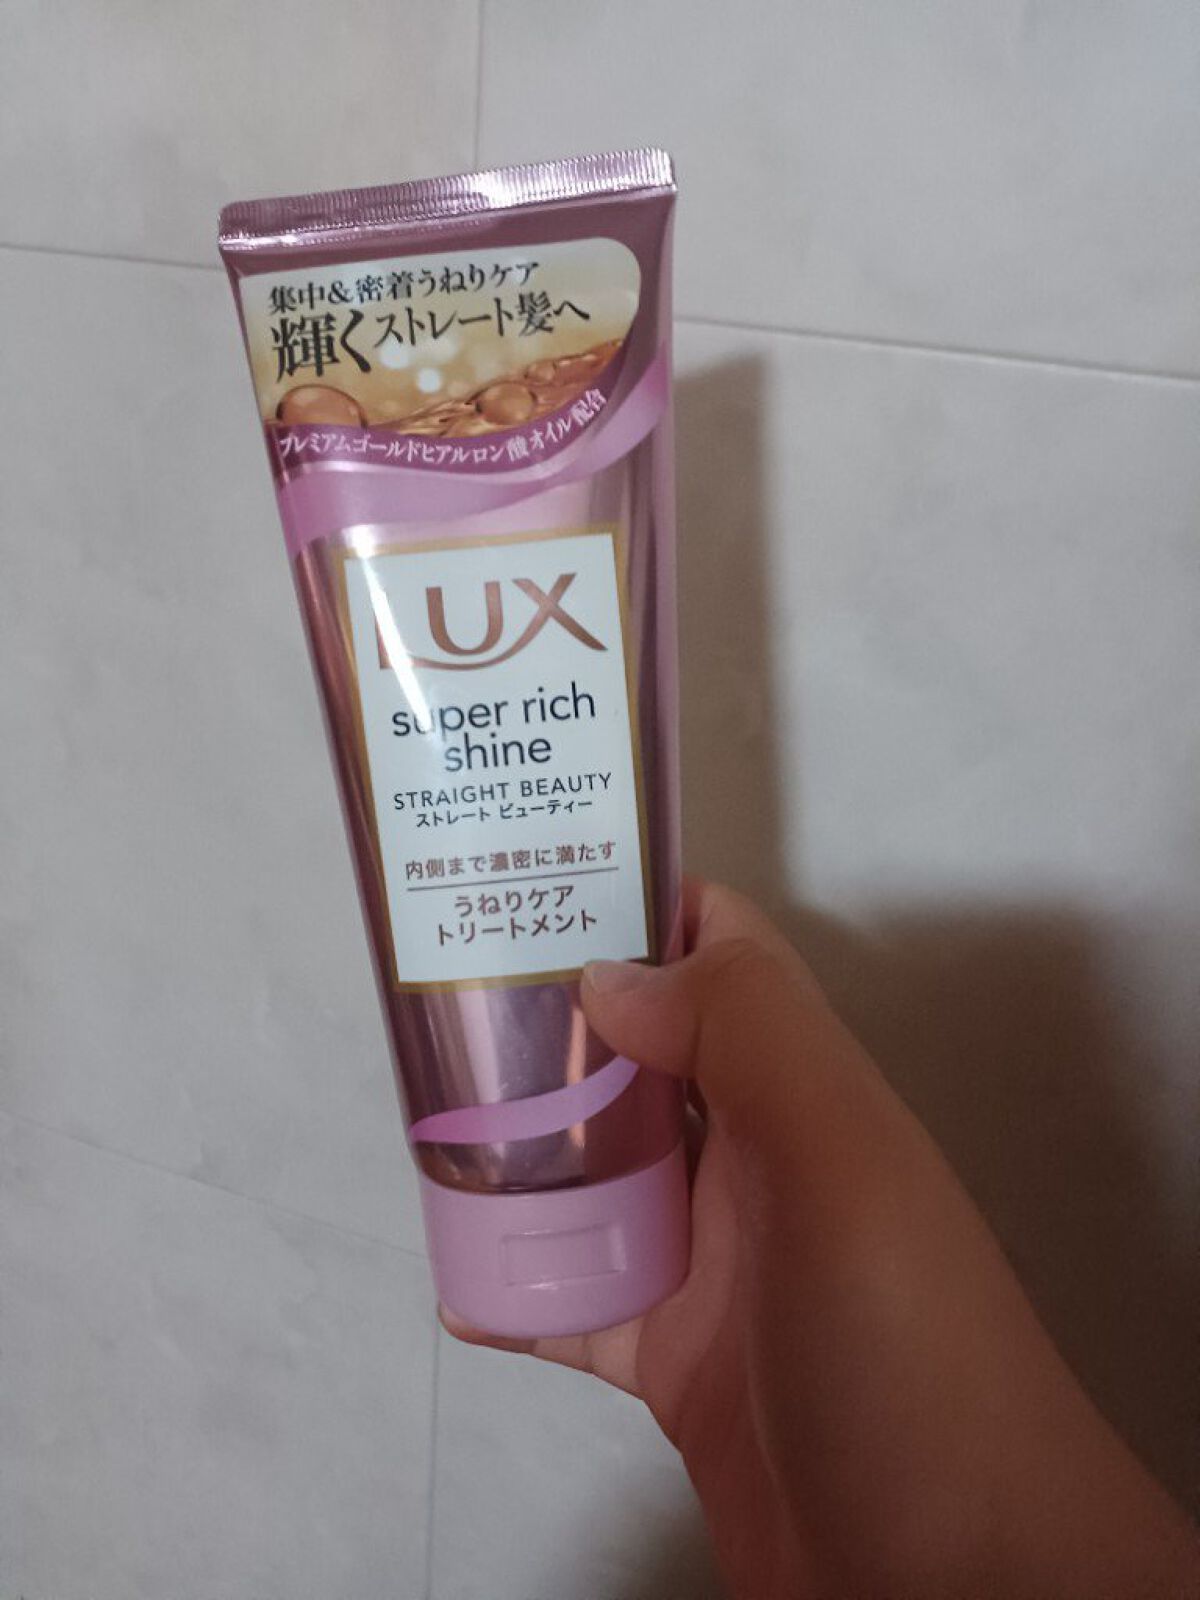 集中&密着うねりケア
輝くストレート髪へ
プレミアムゴールドヒアルロン酸オイル配合
LUX
super rich
shine
STRAIGHT BEAUTY
ストレート ビューティー
内側まで濃密に満たす
うねりケア
トリートメント